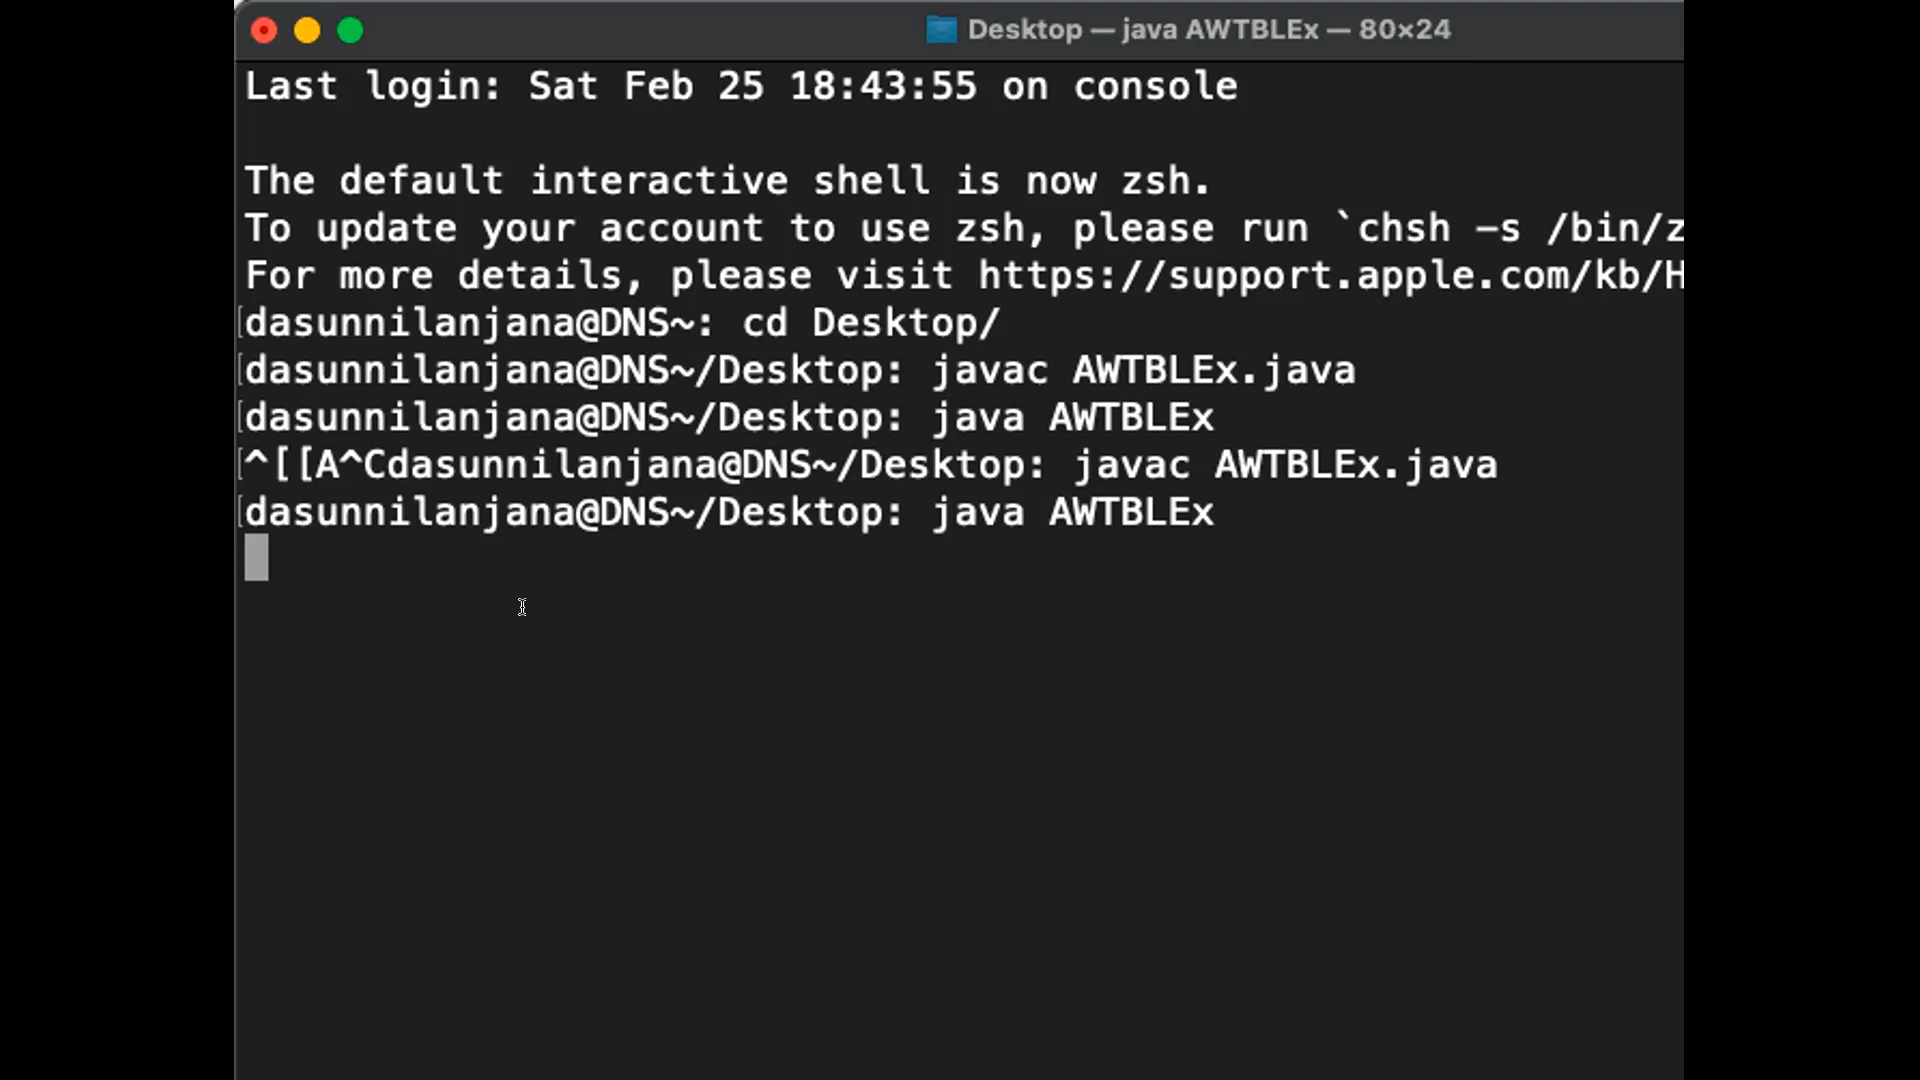 Desktop — java AWTBLEx — 80×24
Last login: Sat Feb 25 18:43:55 on console
The default interactive shell is now zsh.
To update your account to use zsh, please run `chsh -s /bin/z
For more details, please visit https://support.apple.com/kb/H
[dasunnilanjana@DNS~: cd Desktop/
[dasunnilanjana@DNS~/Desktop: javac AWTBLEx.java
[dasunnilanjana@DNS~/Desktop: java AWTBLEx
[^[[A^Cdasunnilanjana@DNS~/Desktop: javac AWTBLEx.java
[dasunnilanjana@DNS~/Desktop: java AWTBLEx